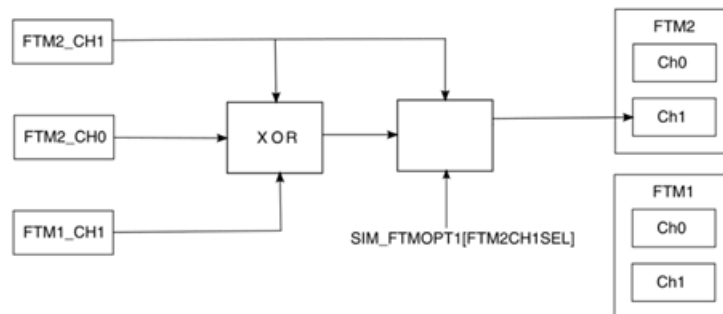 FTM2_CH1
FTM2_CH0
FTM1_CH1
XOR
SIM_FTMOPT1[FTM2CH1SEL]
FTM2
Ch0
Ch1
FTM1
Ch0
Ch1